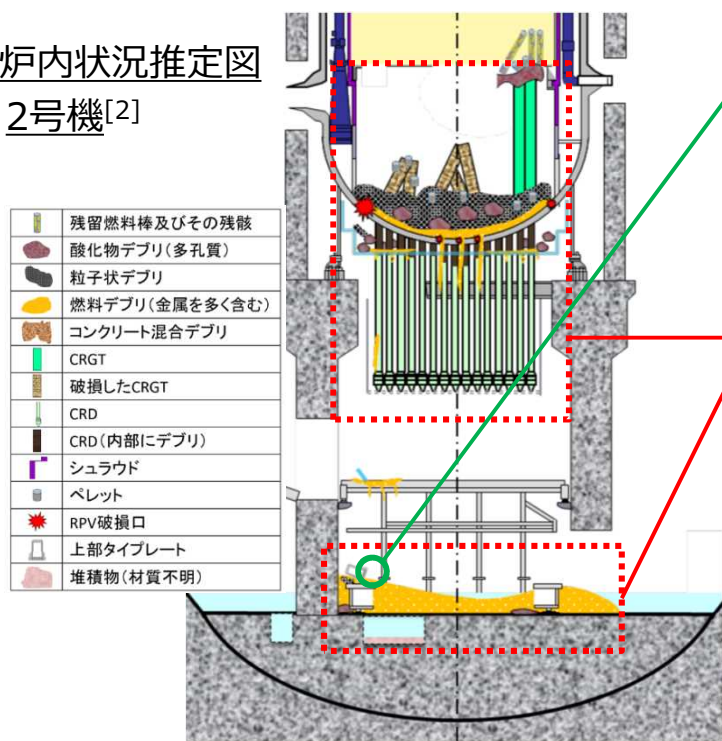 炉内状況推定図
2号機[2]
残留燃料棒及びその残骸
酸化物デブリ(多孔質)
粒子状デブリ
燃料デブリ(金属を多く含む)
コンクリート混合デブリ
CRGT
破損したCRGT
CRD
CRD(内部にデブリ)
シュラウド
ペレット
RPV破損口
上部タイプレート
堆積物(材質不明)